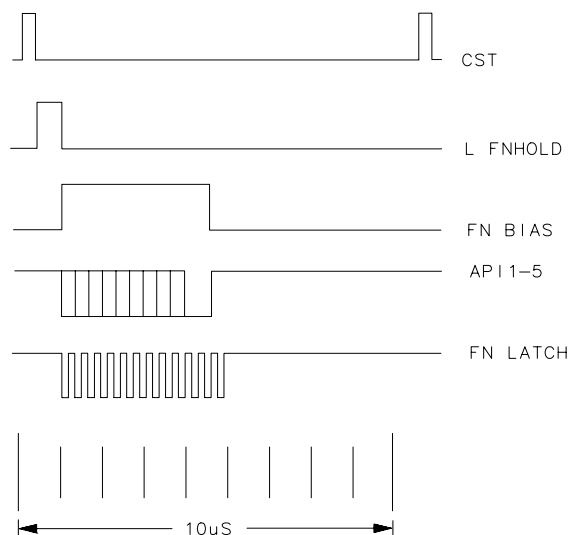 CST
L FNHOLD
FN BIAS
API1-5
FN LATCH
10uS